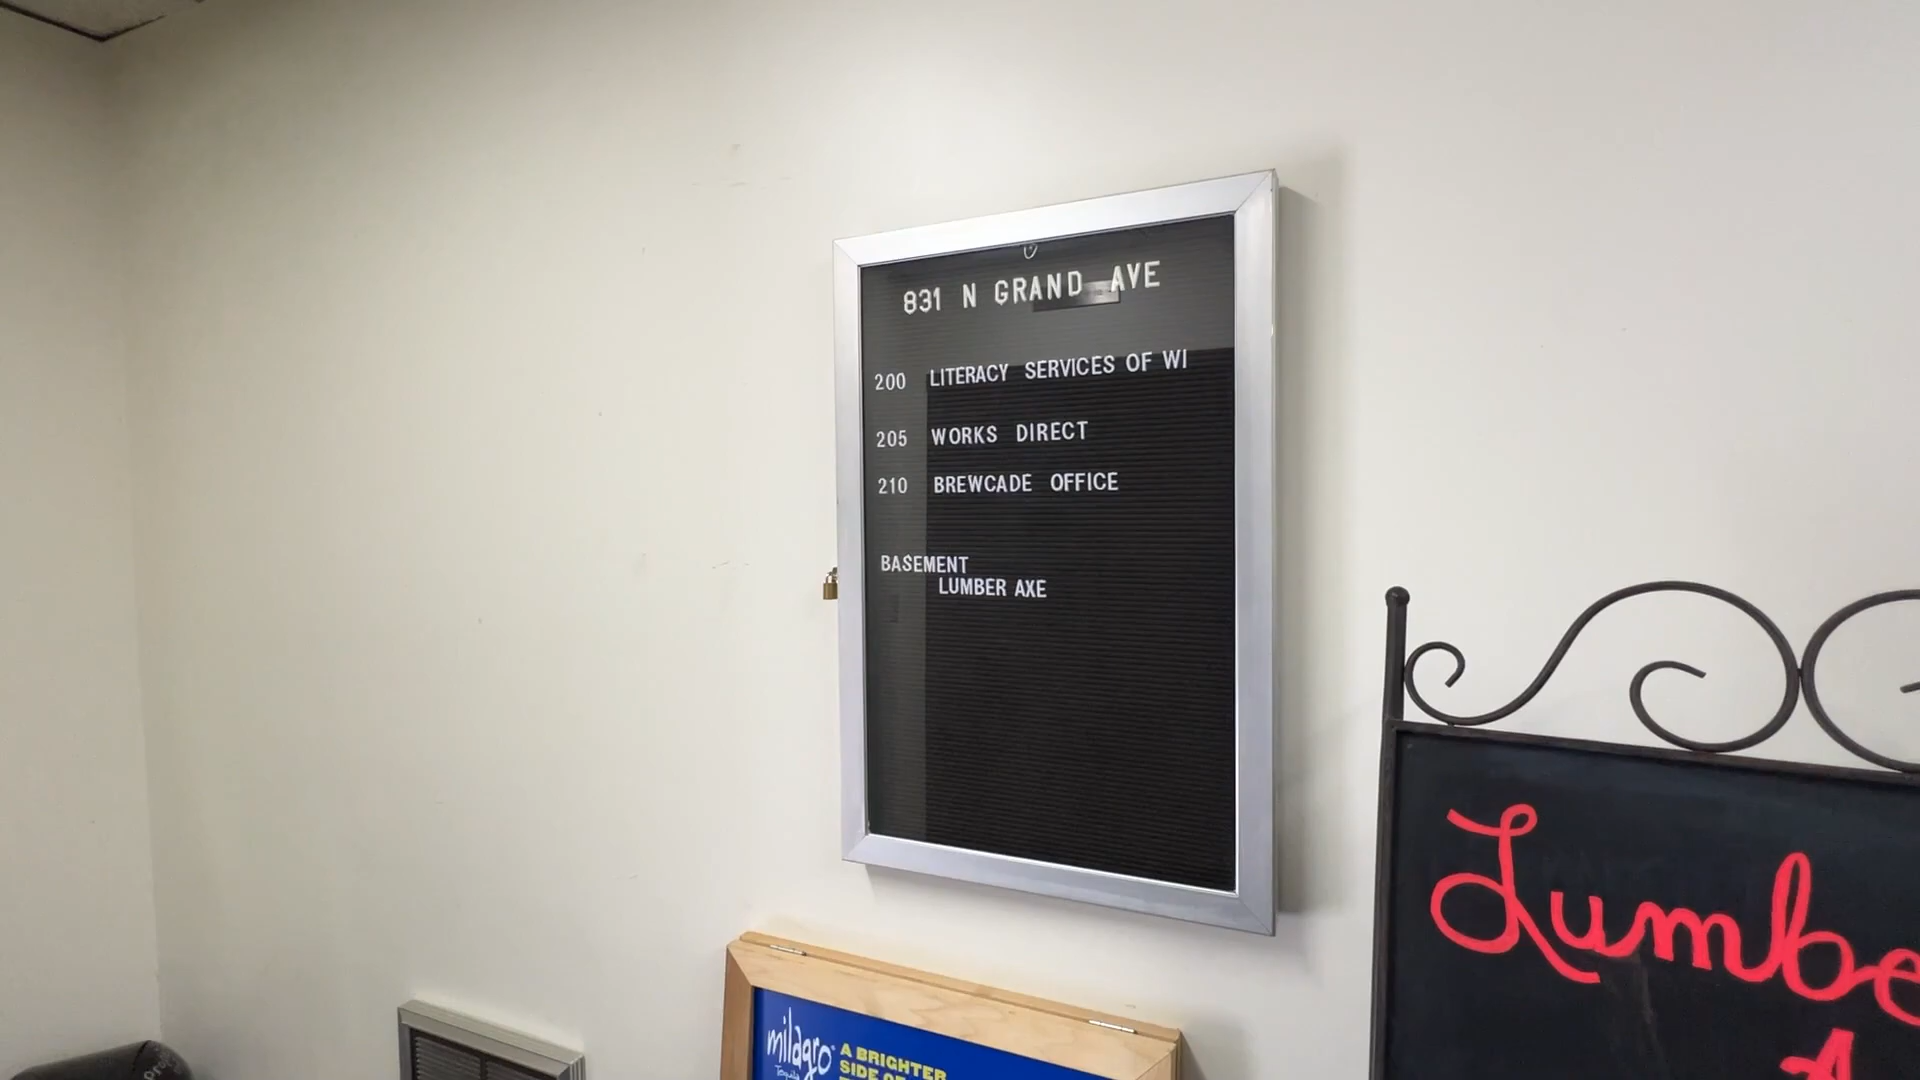 831 N GRAND AVE
200 LITERACY SERVICES OF WI
205 WORKS DIRECT
210 BREWCADE OFFICE
BASEMENT
LUMBER AXE
milagro
A BRIGHTER
SIDE OF
Lumbe
A